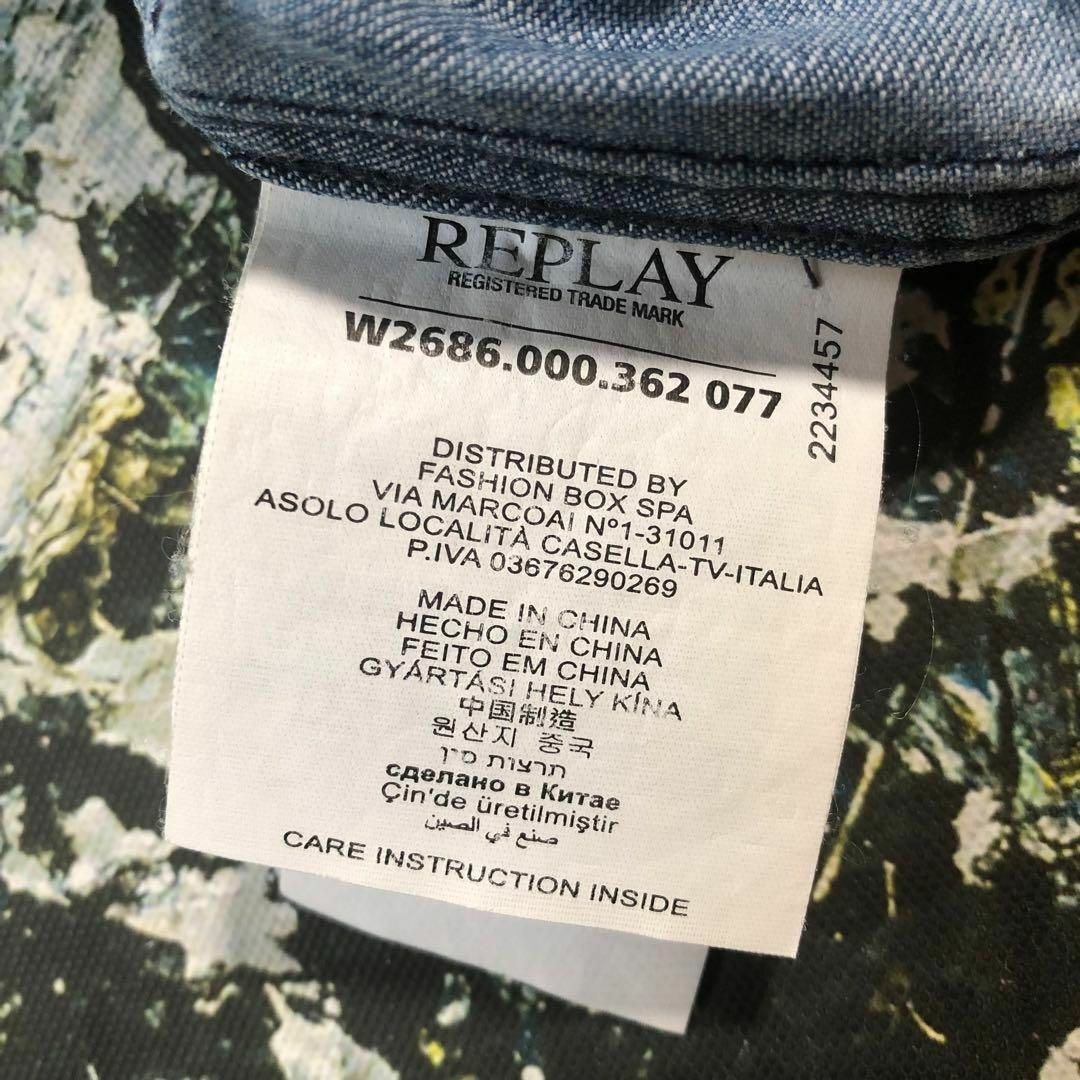 REPLAY
REGISTERED TRADE MARK
W2686.000.362 077
2234457
DISTRIBUTED BY
FASHION BOX SPA
VIA MARCOAI Nº1-31011
ASOLO LOCALITÀ CASELLA-TV-ITALIA
P.IVA 03676290269
MADE IN CHINA
HECHO EN CHINA
FEITO EM CHINA
GYÁRTÁSI HELY KÍNA
中国制造
원산지 중국
תרצות סין
сделано в Китае
Çin'de üretilmiştir
صنع في الصين
CARE INSTRUCTION INSIDE